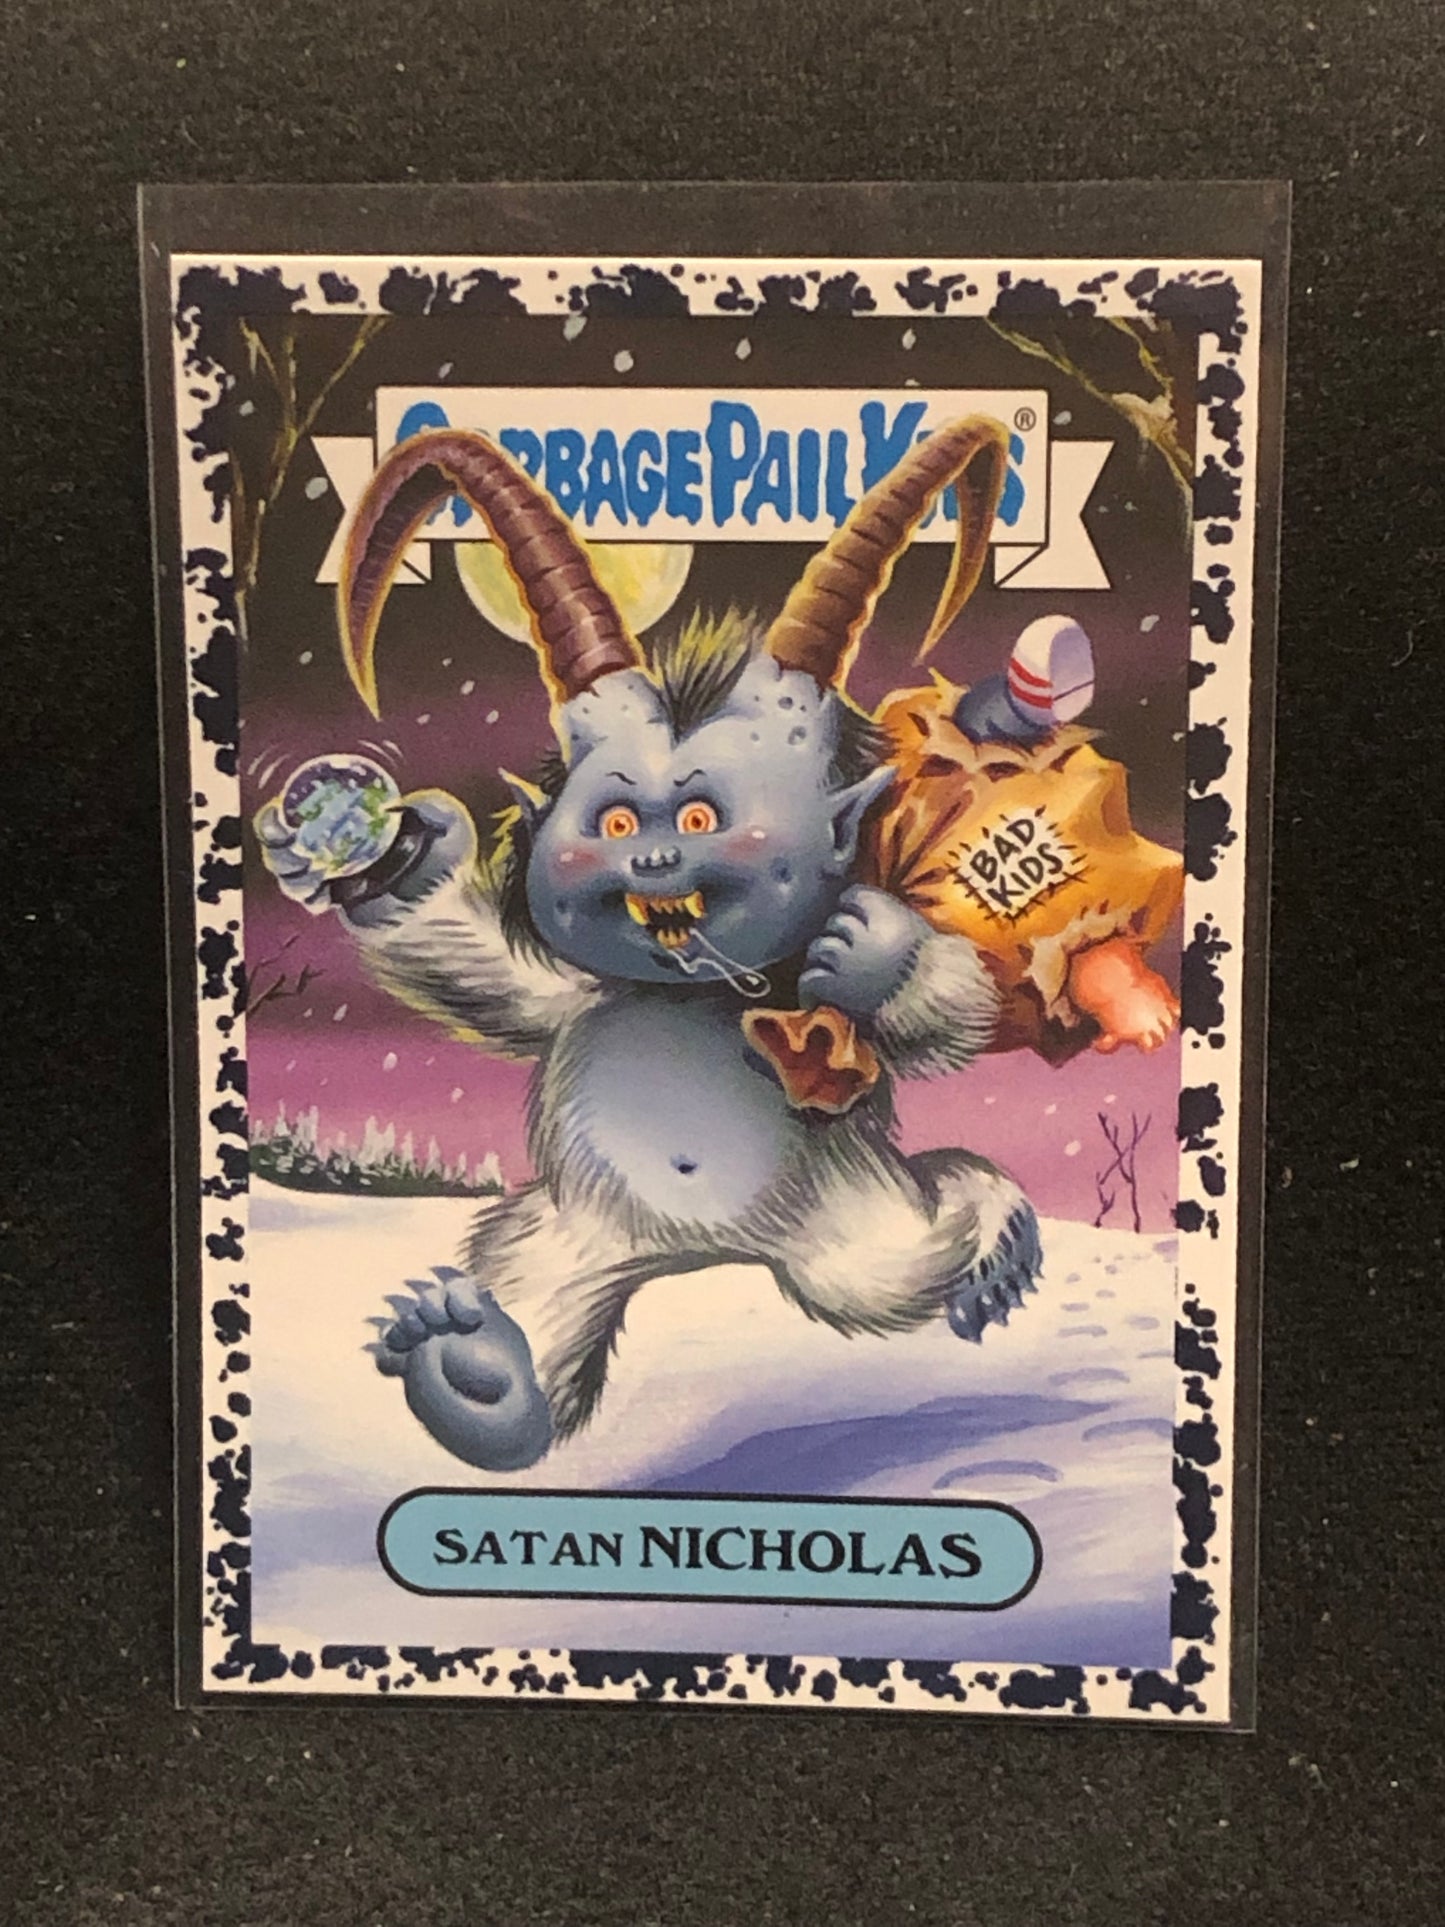 GARBAGE PAIL KIDS®
BAD
KIDS
SATAN NICHOLAS